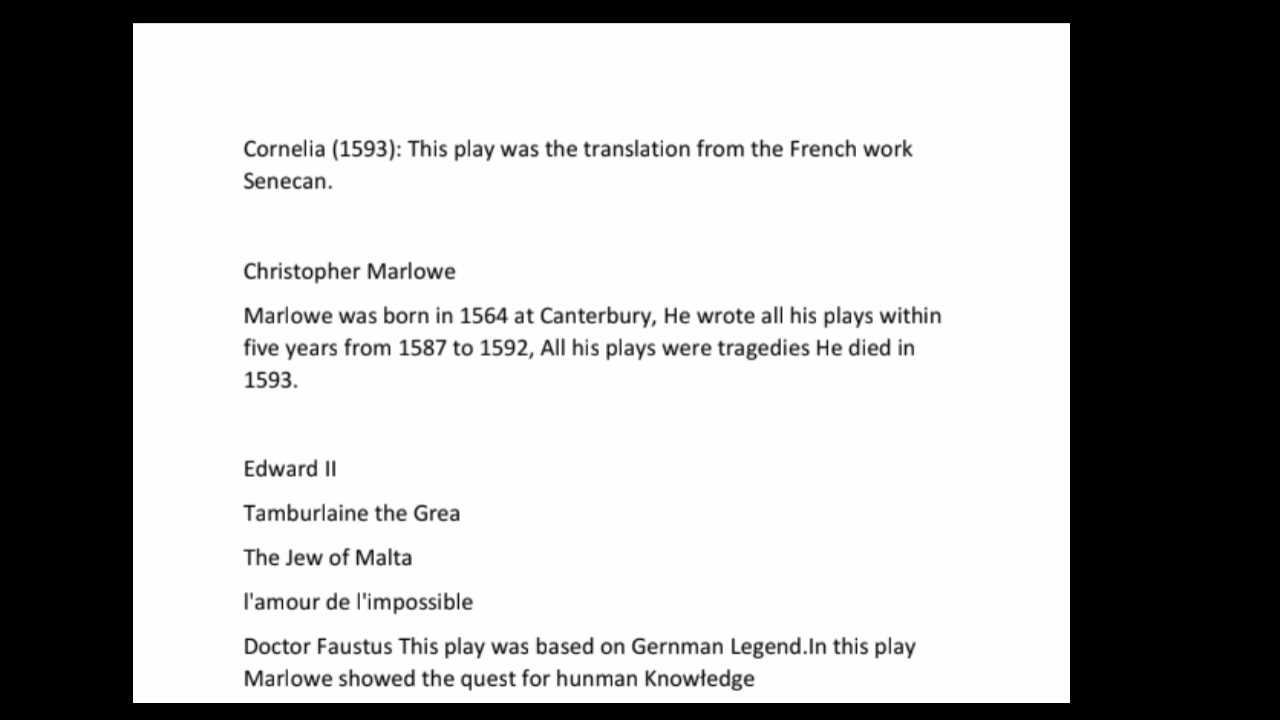 Cornelia (1593): This play was the translation from the French work
Senecan.
Christopher Marlowe
Marlowe was born in 1564 at Canterbury, He wrote all his plays within
five years from 1587 to 1592, All his plays were tragedies He died in
1593.
Edward II
Tamburlaine the Grea
The Jew of Malta
l'amour de l'impossible
Doctor Faustus This play was based on Gernman Legend.In this play
Marlowe showed the quest for hunman Knowłedge